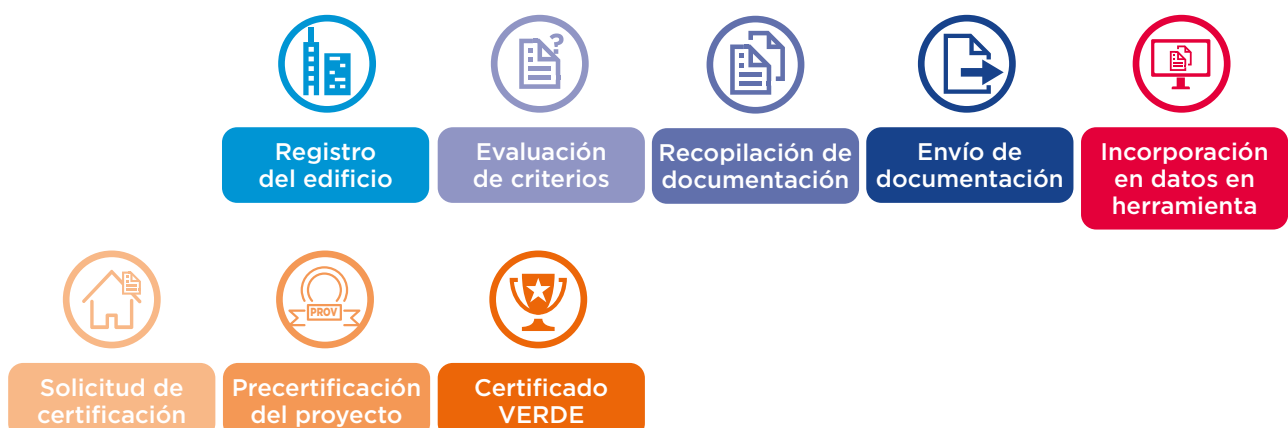 Registro
del edificio
Evaluación
de criterios
Recopilación de
documentación
Envío de
documentación
Incorporación
en datos en
herramienta
PROV
Solicitud de
certificación
Precertificación
del proyecto
Certificado
VERDE